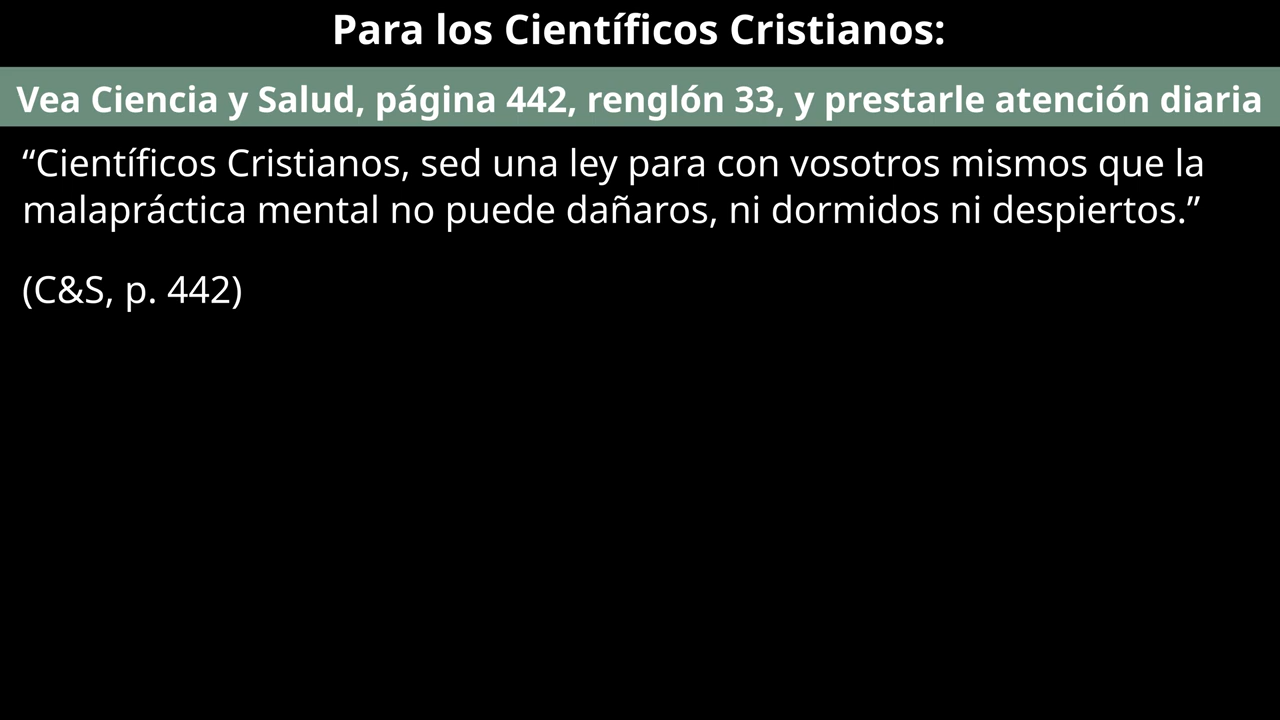 Para los Científicos Cristianos:
Vea Ciencia y Salud, página 442, renglón 33, y prestarle atención diaria
“Científicos Cristianos, sed una ley para con vosotros mismos que la
malapráctica mental no puede dañaros, ni dormidos ni despiertos.”
(C&S, p. 442)